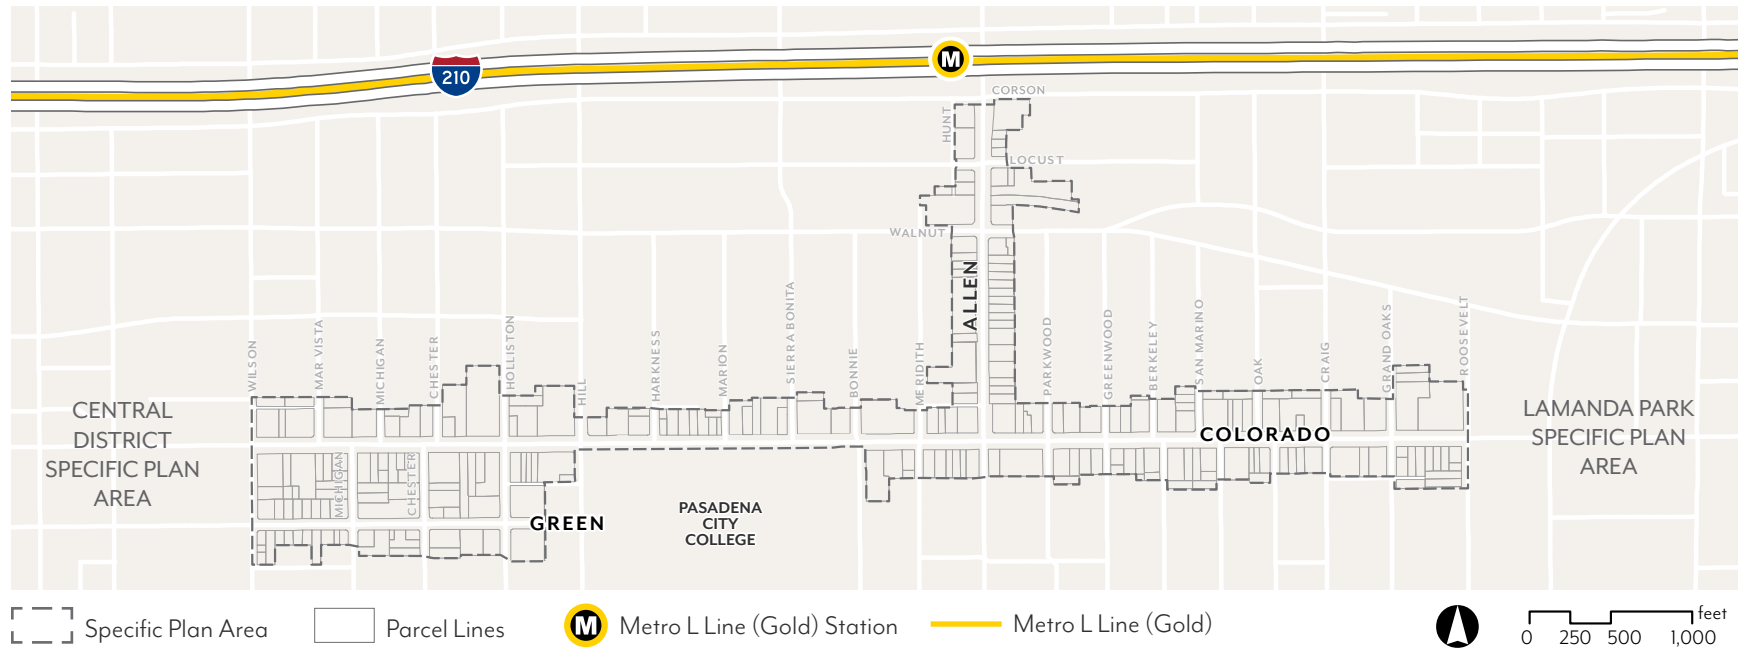 M
210
CORSON
HUNT
LOCUST
WALNUT
ALLEN
WILSON
MAR VISTA
MICHIGAN
CHESTER
HOLLISTON
HILL
HARKNESS
MARION
SIERRA BONITA
BONNIE
MERIDITH
PARKWOOD
GREENWOOD
BERKELEY
SAN MARINO
OAK
CRAIG
GRAND OAKS
ROOSEVELT
CENTRAL
DISTRICT
SPECIFIC PLAN
AREA
LAMANDA PARK
SPECIFIC PLAN
AREA
COLORADO
MICHIGAN
CHESTER
GREEN
PASADENA
CITY
COLLEGE
Specific Plan Area
Parcel Lines
M
Metro L Line (Gold) Station
Metro L Line (Gold)
feet
0 250 500 1,000